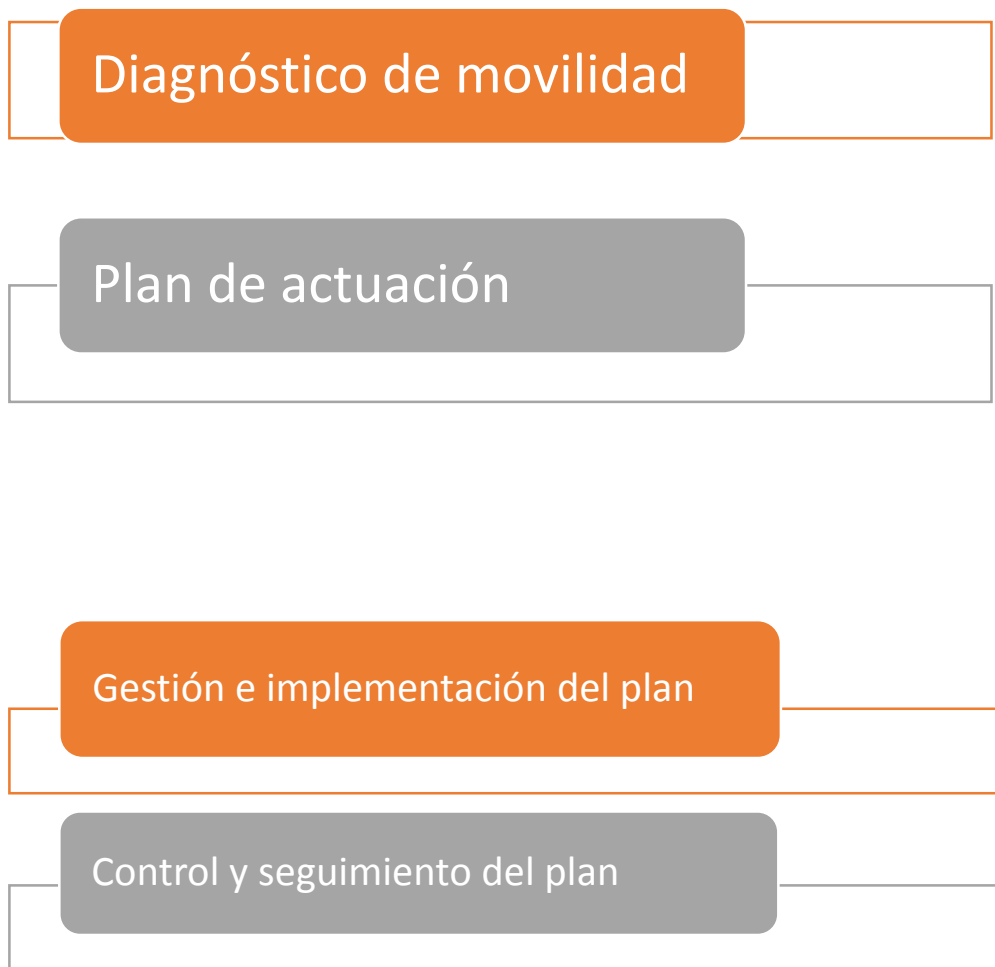 Diagnóstico de movilidad
Plan de actuación
Gestión e implementación del plan
Control y seguimiento del plan